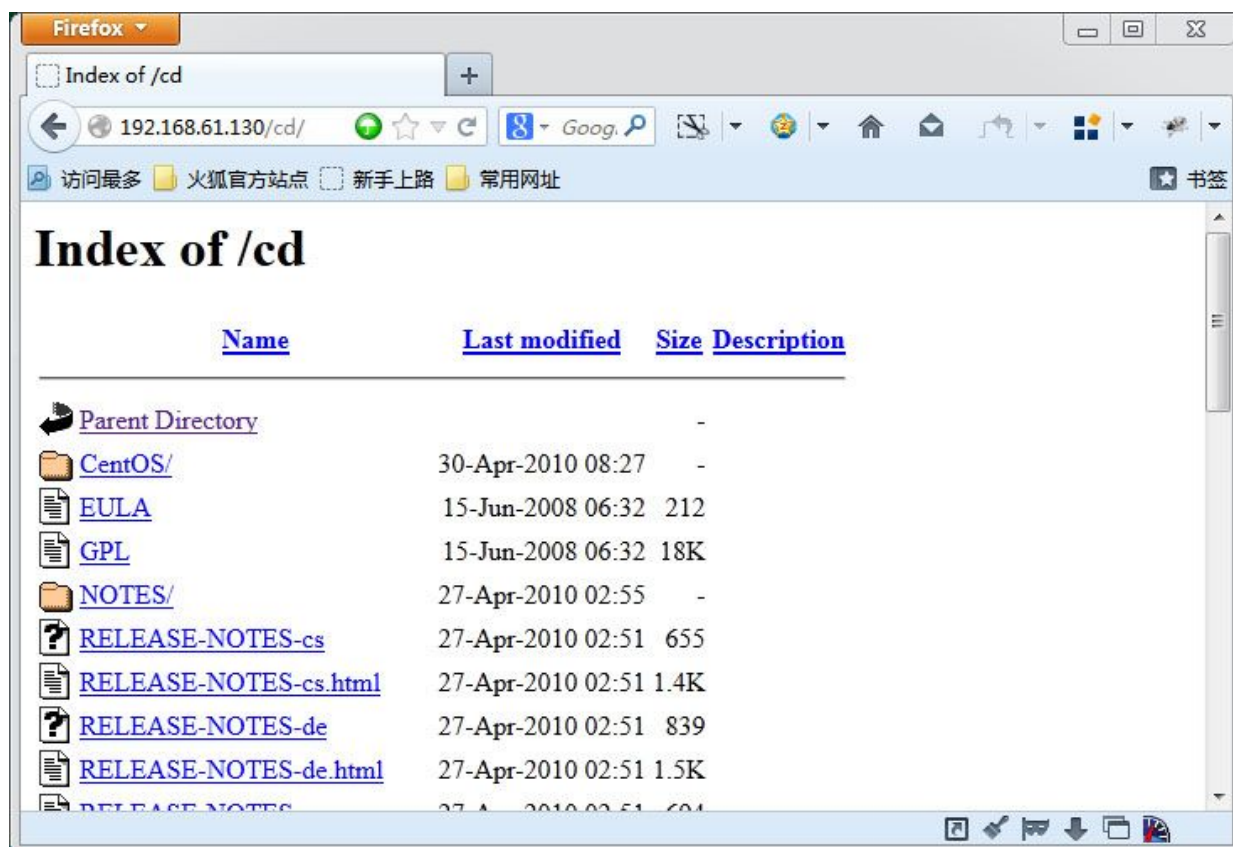 Firefox
Index of /cd
192.168.61.130/cd/ Goog.
访问最多 火狐官方站点 新手上路 常用网址 书签
Index of /cd
Name Last modified Size Description
Parent Directory -
CentOS/ 30-Apr-2010 08:27 -
EULA 15-Jun-2008 06:32 212
GPL 15-Jun-2008 06:32 18K
NOTES/ 27-Apr-2010 02:55 -
RELEASE-NOTES-cs 27-Apr-2010 02:51 655
RELEASE-NOTES-cs.html 27-Apr-2010 02:51 1.4K
RELEASE-NOTES-de 27-Apr-2010 02:51 839
RELEASE-NOTES-de.html 27-Apr-2010 02:51 1.5K